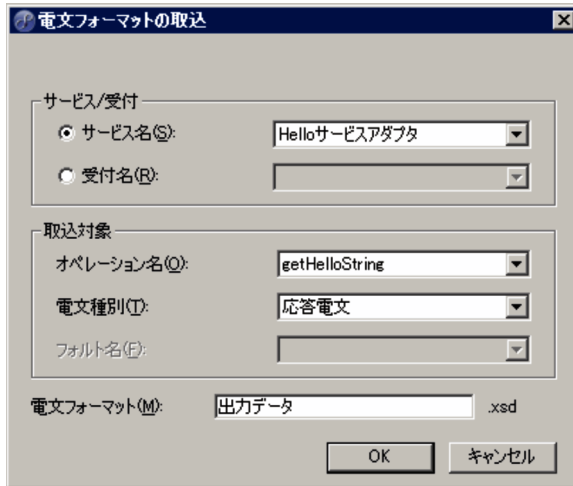 電文フォーマットの取込
サービス/受付
サービス名(S): Helloサービスアダプタ
受付名(R):
取込対象
オペレーション名(O): getHelloString
電文種別(T): 応答電文
フォルト名(F):
電文フォーマット(M): 出力データ .xsd
OK キャンセル